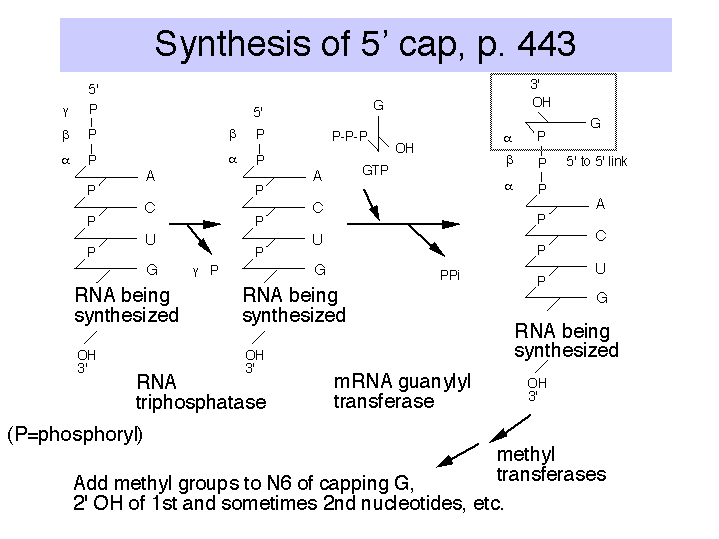 Synthesis of 5’ cap, p. 443
5'
γ P
β P
α P
A
P
C
P
U
P
G
RNA being
synthesized
OH
3'
γ P
RNA
triphosphatase
5'
β P
α P
A
P
C
P
U
P
G
RNA being
synthesized
OH
3'
G
P-P-P
OH
GTP
PPi
mRNA guanylyl
transferase
3'
OH
G
α P
β P 5' to 5' link
α P
A
P
C
P
U
P
G
RNA being
synthesized
OH
3'
(P=phosphoryl)
methyl
transferases
Add methyl groups to N6 of capping G,
2' OH of 1st and sometimes 2nd nucleotides, etc.